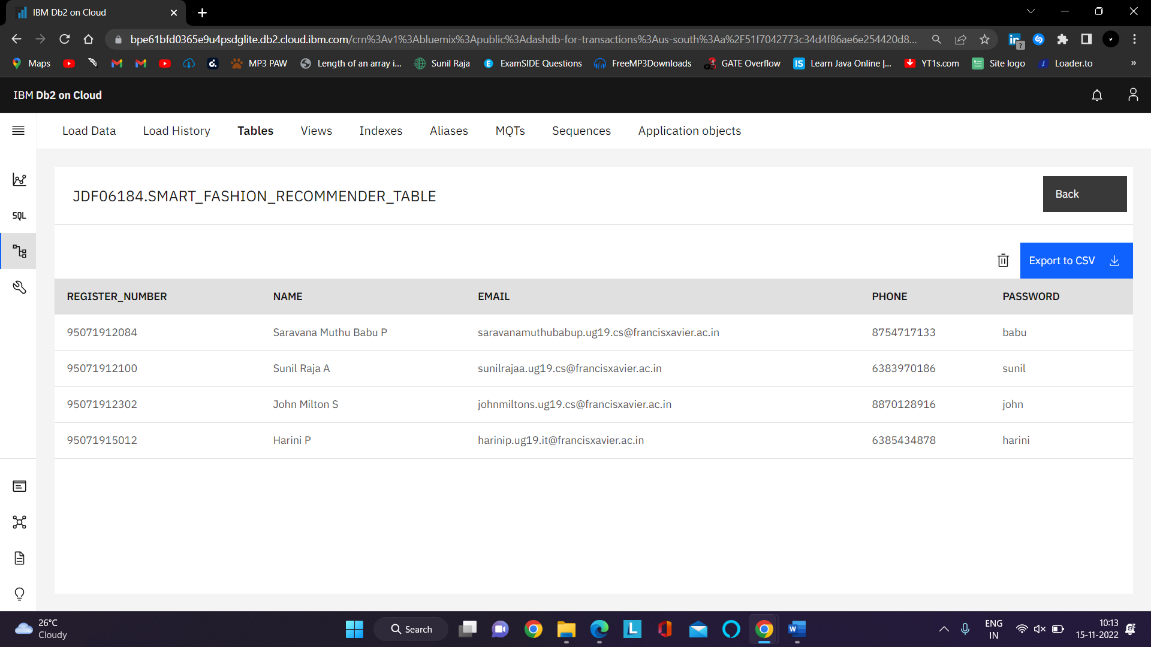 IBM Db2 on Cloud
bpe61bfd0365e9u4psdglite.db2.cloud.ibm.com/crn%3Av1%3Abluemix%3Apublic%3Adashdb-for-transactions%3Aus-south%3Aa%2F51f7042773c34d4f86ae6e254420d8...
Maps MP3 PAW Length of an array i... Sunil Raja ExamSIDE Questions FreeMP3Downloads GATE Overflow Learn Java Online |... YT1s.com Site logo Loader.to »
IBM Db2 on Cloud
Load Data Load History Tables Views Indexes Aliases MQTs Sequences Application objects
JDF06184.SMART_FASHION_RECOMMENDER_TABLE
Back
SQL
Export to CSV
REGISTER_NUMBER NAME EMAIL PHONE PASSWORD
95071912084 Saravana Muthu Babu P saravanamuthubabup.ug19.cs@francisxavier.ac.in 8754717133 babu
95071912100 Sunil Raja A sunilrajaa.ug19.cs@francisxavier.ac.in 6383970186 sunil
95071912302 John Milton S johnmiltons.ug19.cs@francisxavier.ac.in 8870128916 john
95071915012 Harini P harinip.ug19.it@francisxavier.ac.in 6385434878 harini
26°C
Cloudy
Search
ENG
IN
10:13
15-11-2022